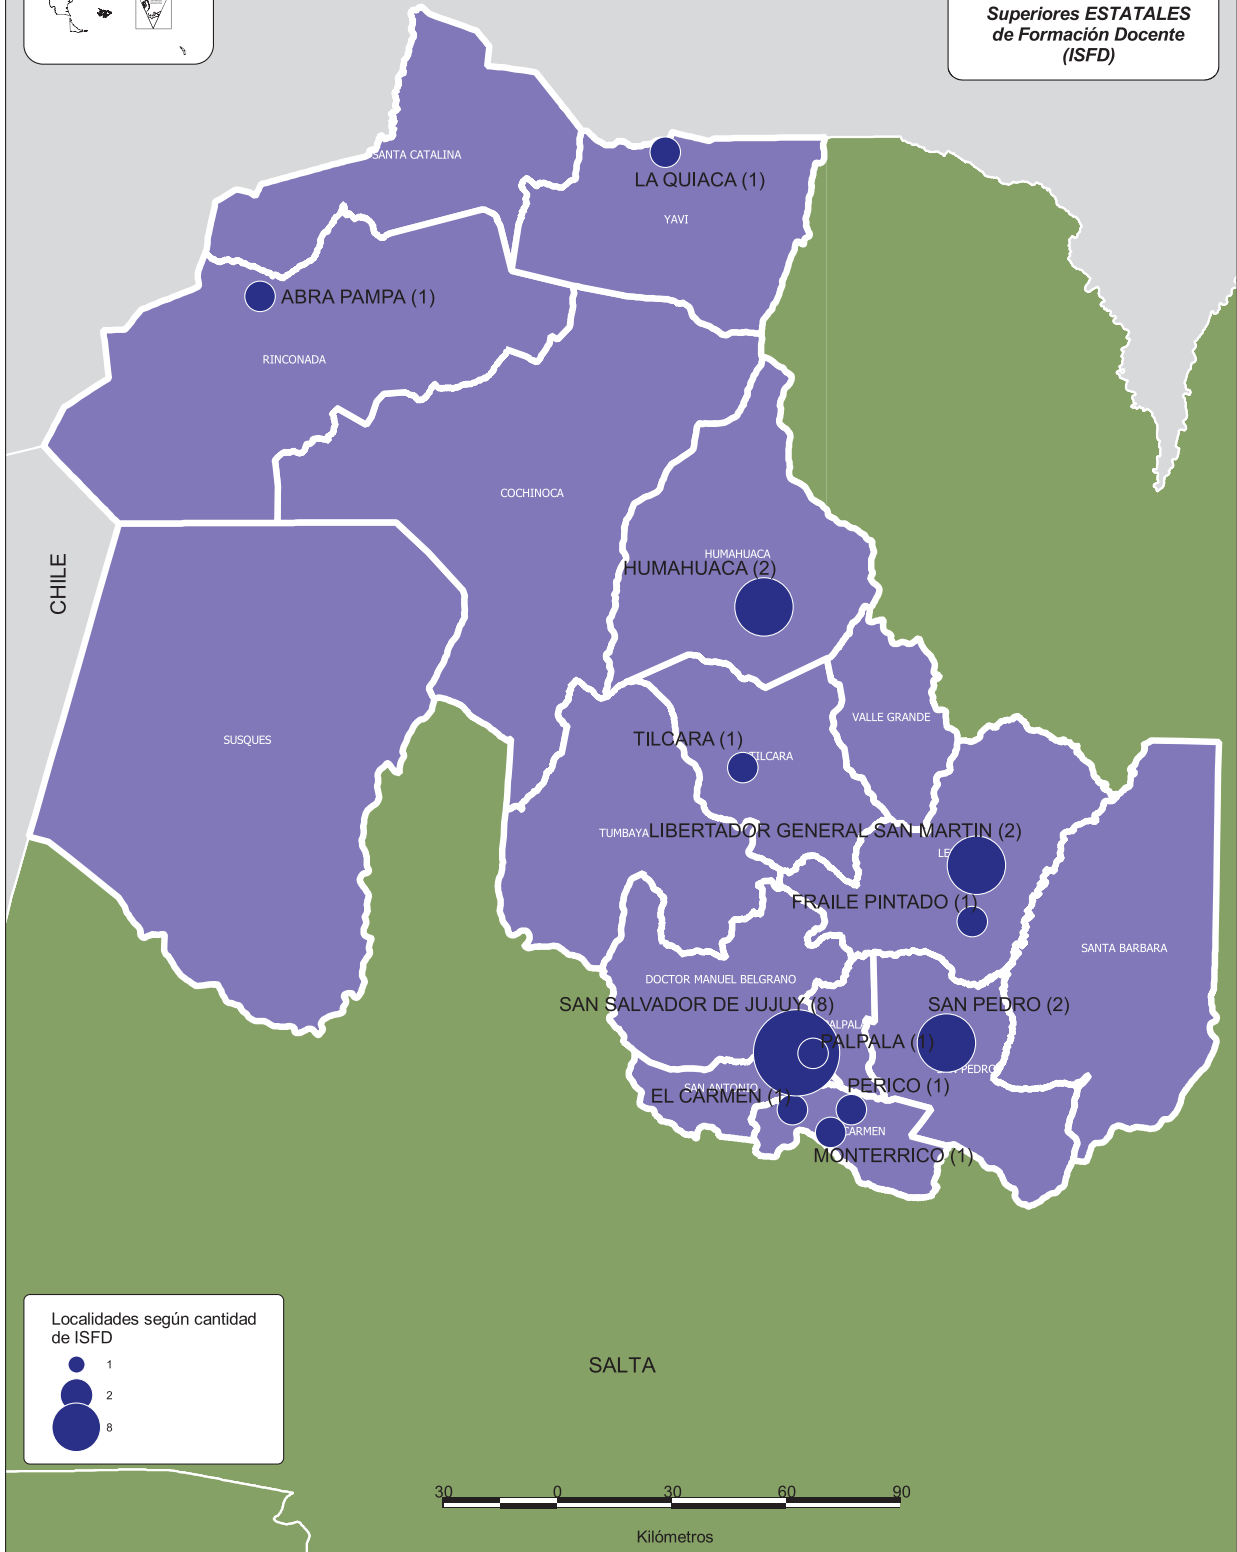 Superiores ESTATALES
de Formación Docente
(ISFD)
SANTA CATALINA
LA QUIACA (1)
YAVI
ABRA PAMPA (1)
RINCONADA
COCHINOCA
CHILE
HUMAHUACA
HUMAHUACA (2)
SUSQUES
VALLE GRANDE
TILCARA (1)
TILCARA
TUMBAYA
LIBERTADOR GENERAL SAN MARTIN (2)
LE
FRAILE PINTADO (1)
SANTA BARBARA
DOCTOR MANUEL BELGRANO
SAN SALVADOR DE JUJUY (8)
SAN PEDRO (2)
PALPALA
PALPALA (1)
SAN PEDRO
SAN ANTONIO
PERICO (1)
EL CARMEN (1)
CARMEN
MONTERRICO (1)
Localidades según cantidad
de ISFD
1
2
8
SALTA
30 0 30 60 90
Kilómetros